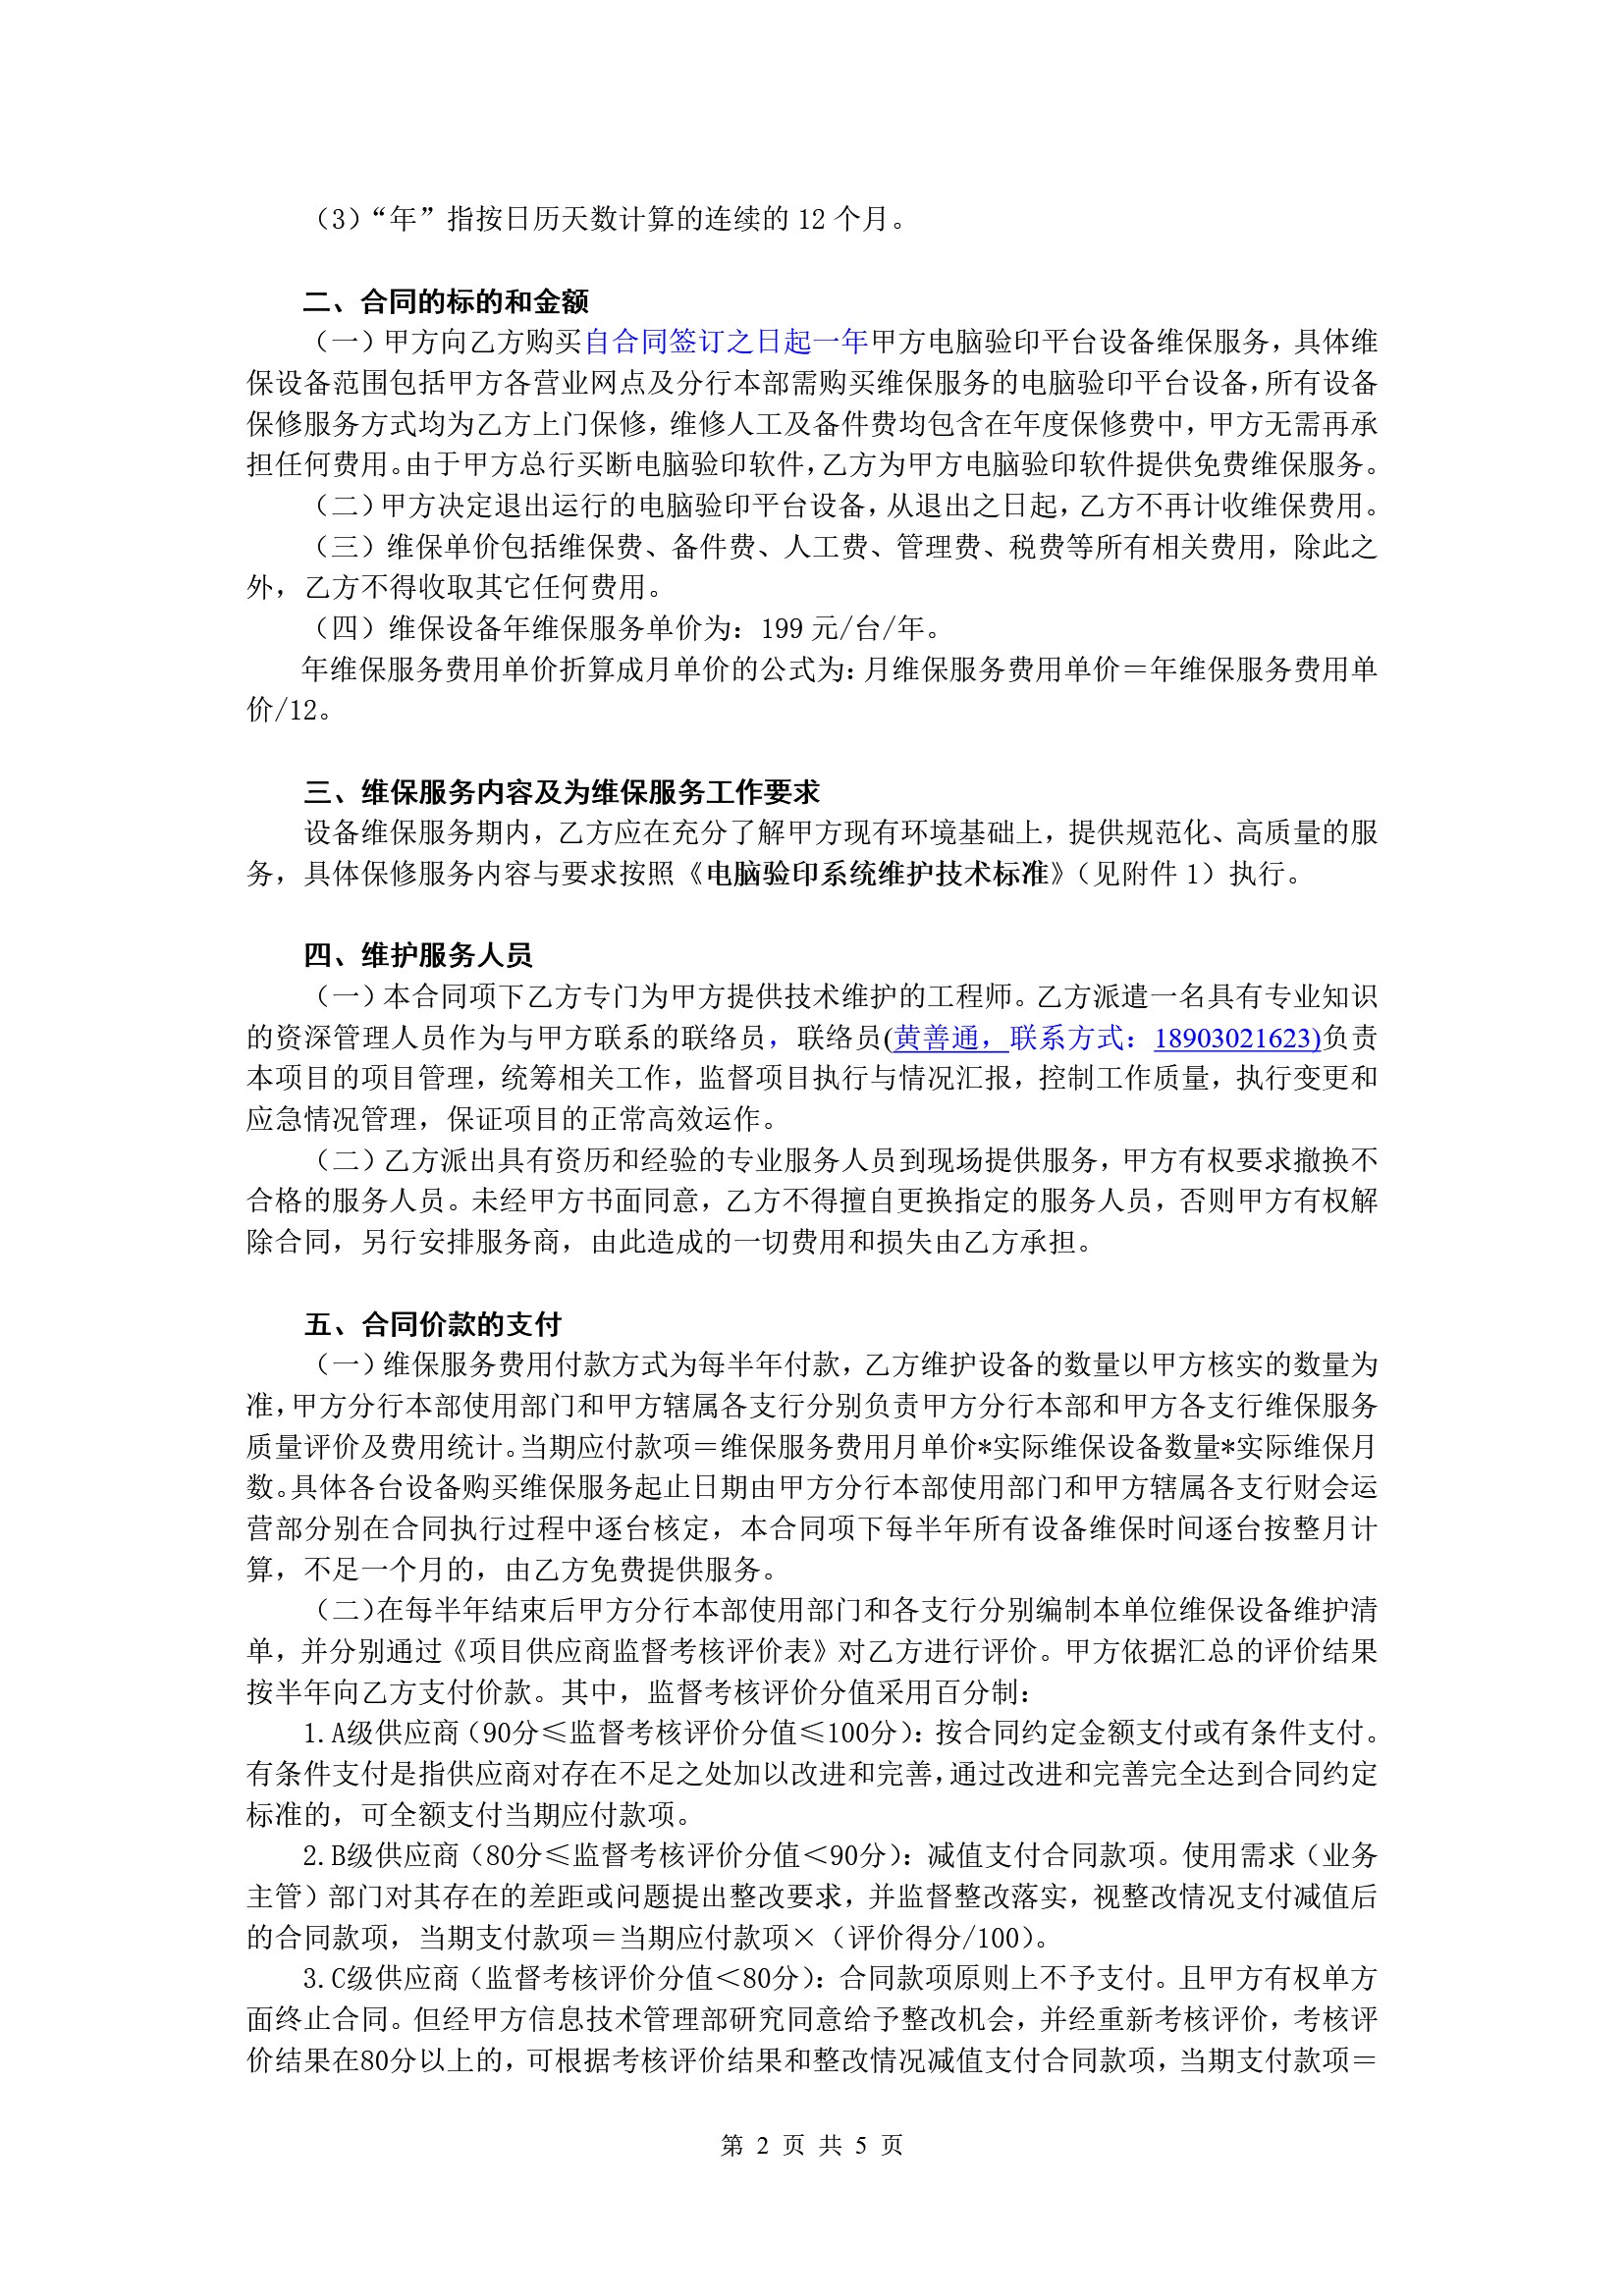 （3）“年”指按日历天数计算的连续的 12 个月。
二、合同的标的和金额
（一）甲方向乙方购买自合同签订之日起一年甲方电脑验印平台设备维保服务，具体维
保设备范围包括甲方各营业网点及分行本部需购买维保服务的电脑验印平台设备，所有设备
保修服务方式均为乙方上门保修，维修人工及备件费均包含在年度保修费中，甲方无需再承
担任何费用。由于甲方总行买断电脑验印软件，乙方为甲方电脑验印软件提供免费维保服务。
（二）甲方决定退出运行的电脑验印平台设备，从退出之日起，乙方不再计收维保费用。
（三）维保单价包括维保费、备件费、人工费、管理费、税费等所有相关费用，除此之
外，乙方不得收取其它任何费用。
（四）维保设备年维保服务单价为：199 元/台/年。
年维保服务费用单价折算成月单价的公式为：月维保服务费用单价＝年维保服务费用单
价/12。
三、维保服务内容及为维保服务工作要求
设备维保服务期内，乙方应在充分了解甲方现有环境基础上，提供规范化、高质量的服
务，具体保修服务内容与要求按照《电脑验印系统维护技术标准》（见附件 1）执行。
四、维护服务人员
（一）本合同项下乙方专门为甲方提供技术维护的工程师。乙方派遣一名具有专业知识
的资深管理人员作为与甲方联系的联络员，联络员(黄善通，联系方式：18903021623)负责
本项目的项目管理，统筹相关工作，监督项目执行与情况汇报，控制工作质量，执行变更和
应急情况管理，保证项目的正常高效运作。
（二）乙方派出具有资历和经验的专业服务人员到现场提供服务，甲方有权要求撤换不
合格的服务人员。未经甲方书面同意，乙方不得擅自更换指定的服务人员，否则甲方有权解
除合同，另行安排服务商，由此造成的一切费用和损失由乙方承担。
五、合同价款的支付
（一）维保服务费用付款方式为每半年付款，乙方维护设备的数量以甲方核实的数量为
准，甲方分行本部使用部门和甲方辖属各支行分别负责甲方分行本部和甲方各支行维保服务
质量评价及费用统计。当期应付款项＝维保服务费用月单价*实际维保设备数量*实际维保月
数。具体各台设备购买维保服务起止日期由甲方分行本部使用部门和甲方辖属各支行财会运
营部分别在合同执行过程中逐台核定，本合同项下每半年所有设备维保时间逐台按整月计
算，不足一个月的，由乙方免费提供服务。
（二）在每半年结束后甲方分行本部使用部门和各支行分别编制本单位维保设备维护清
单，并分别通过《项目供应商监督考核评价表》对乙方进行评价。甲方依据汇总的评价结果
按半年向乙方支付价款。其中，监督考核评价分值采用百分制：
1.A级供应商（90分≤监督考核评价分值≤100分）：按合同约定金额支付或有条件支付。
有条件支付是指供应商对存在不足之处加以改进和完善，通过改进和完善完全达到合同约定
标准的，可全额支付当期应付款项。
2.B级供应商（80分≤监督考核评价分值＜90分）：减值支付合同款项。使用需求（业务
主管）部门对其存在的差距或问题提出整改要求，并监督整改落实，视整改情况支付减值后
的合同款项，当期支付款项＝当期应付款项×（评价得分/100）。
3.C级供应商（监督考核评价分值＜80分）：合同款项原则上不予支付。且甲方有权单方
面终止合同。但经甲方信息技术管理部研究同意给予整改机会，并经重新考核评价，考核评
价结果在80分以上的，可根据考核评价结果和整改情况减值支付合同款项，当期支付款项＝
第 2 页 共 5 页